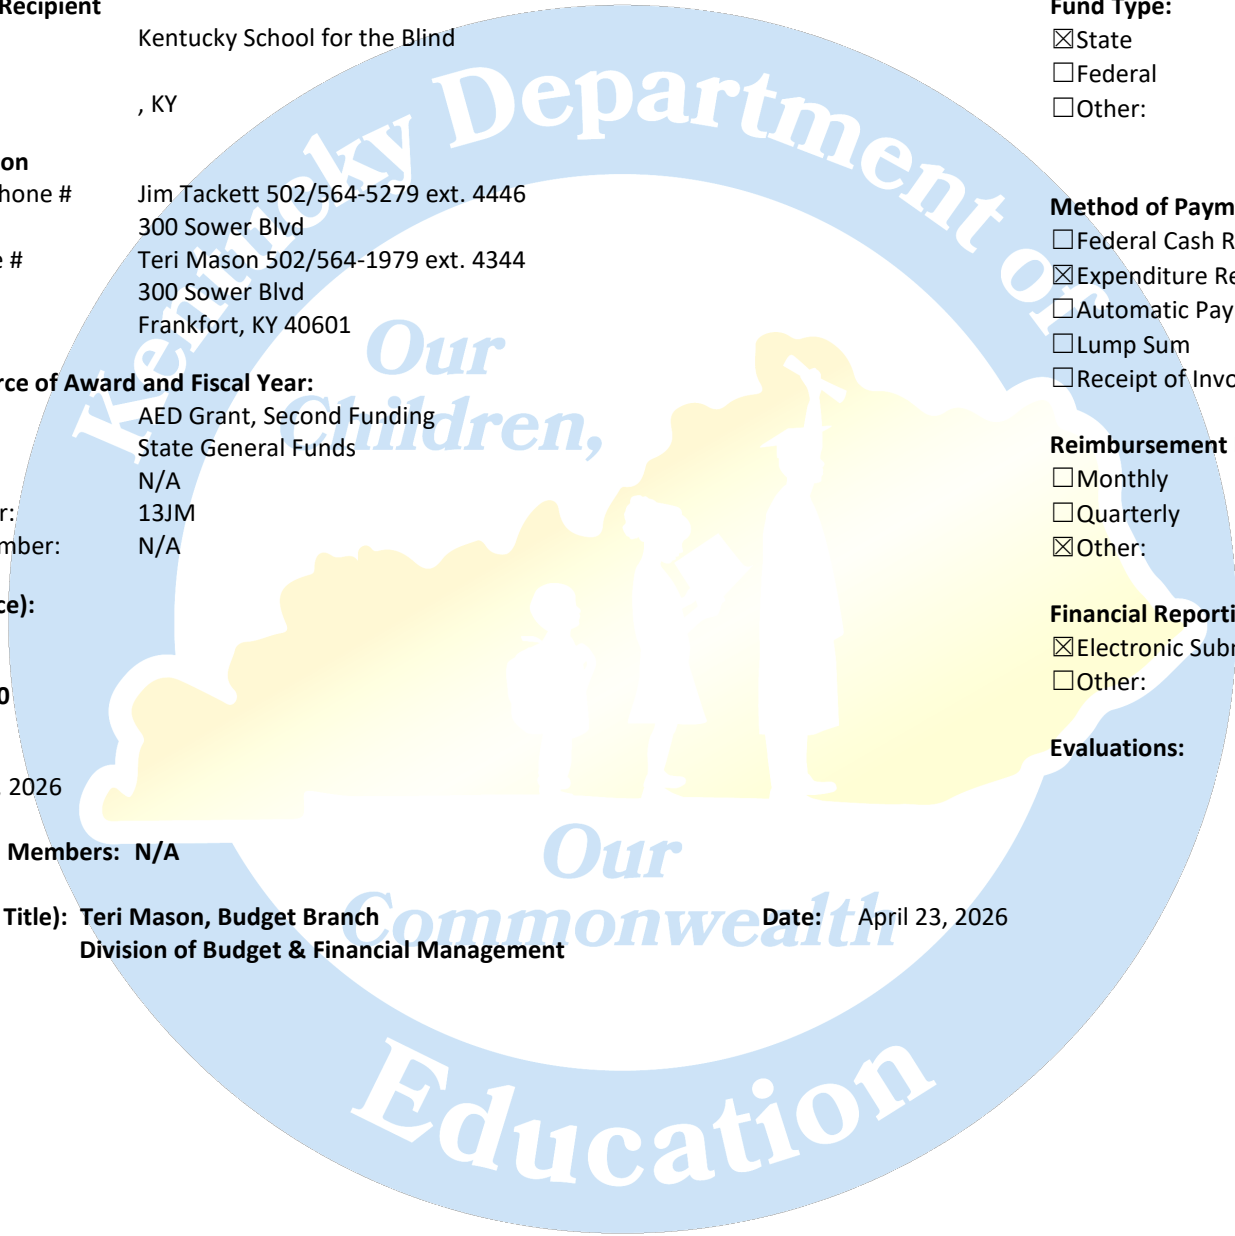 Recipient
Kentucky School for the Blind
, KY
on
hone # Jim Tackett 502/564-5279 ext. 4446
300 Sower Blvd
e # Teri Mason 502/564-1979 ext. 4344
300 Sower Blvd
Frankfort, KY 40601
rce of Award and Fiscal Year:
AED Grant, Second Funding
State General Funds
N/A
r: 13JM
mber: N/A
ce):
0
, 2026
Members: N/A
Title): Teri Mason, Budget Branch
Division of Budget & Financial Management
Date: April 23, 2026
Fund Type:
☒State
☐Federal
☐Other:
Method of Paym
☐Federal Cash R
☒Expenditure Re
☐Automatic Pay
☐Lump Sum
☐Receipt of Invo
Reimbursement
☐Monthly
☐Quarterly
☒Other:
Financial Reporti
☒Electronic Subr
☐Other:
Evaluations:
Kentucky Department of
Education
Our
Children,
Our
Commonwealth